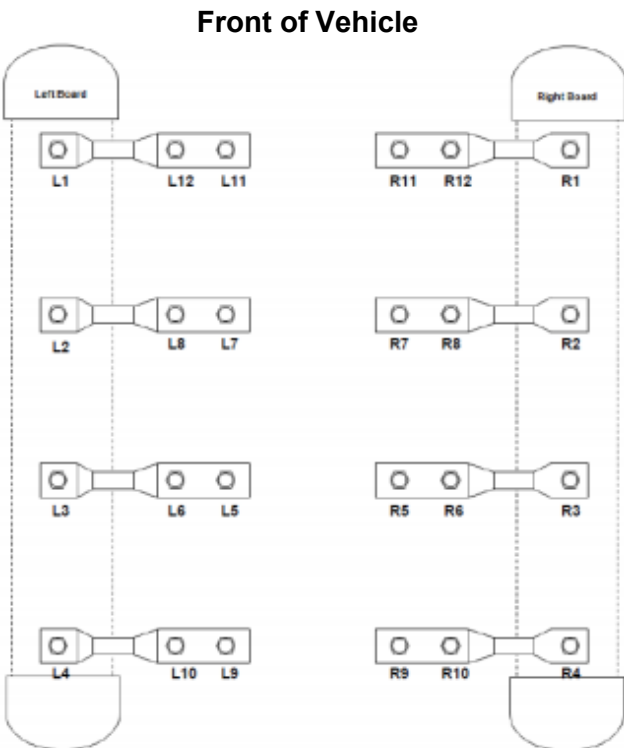 Front of Vehicle
Left Board
Right Board
L1 L12 L11 R11 R12 R1
L2 L8 L7 R7 R8 R2
L3 L6 L5 R5 R6 R3
L4 L10 L9 R9 R10 R4